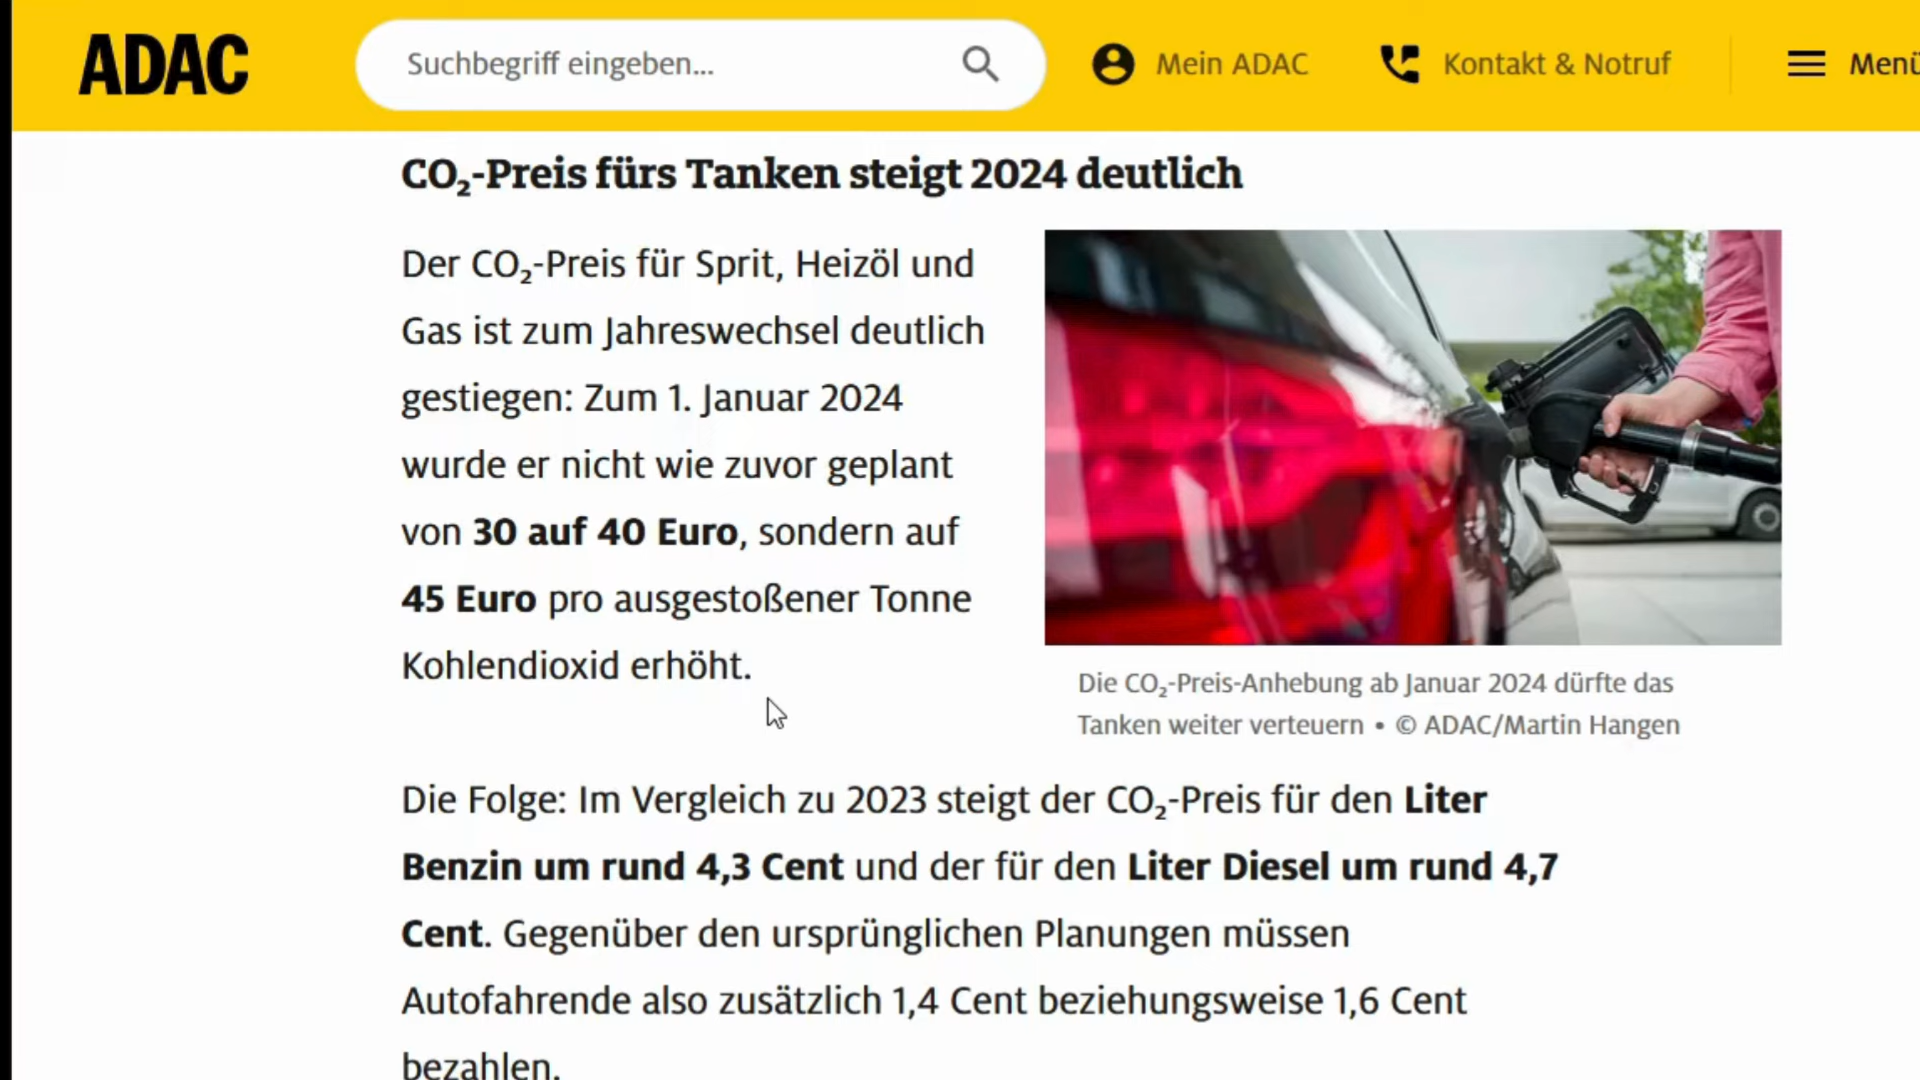 ADAC
Suchbegriff eingeben...
Mein ADAC
Kontakt & Notruf
Menü
CO₂-Preis fürs Tanken steigt 2024 deutlich
Der CO₂-Preis für Sprit, Heizöl und
Gas ist zum Jahreswechsel deutlich
gestiegen: Zum 1. Januar 2024
wurde er nicht wie zuvor geplant
von 30 auf 40 Euro, sondern auf
45 Euro pro ausgestoßener Tonne
Kohlendioxid erhöht.
Die CO₂-Preis-Anhebung ab Januar 2024 dürfte das
Tanken weiter verteuern • © ADAC/Martin Hangen
Die Folge: Im Vergleich zu 2023 steigt der CO₂-Preis für den Liter
Benzin um rund 4,3 Cent und der für den Liter Diesel um rund 4,7
Cent. Gegenüber den ursprünglichen Planungen müssen
Autofahrende also zusätzlich 1,4 Cent beziehungsweise 1,6 Cent
bezahlen.